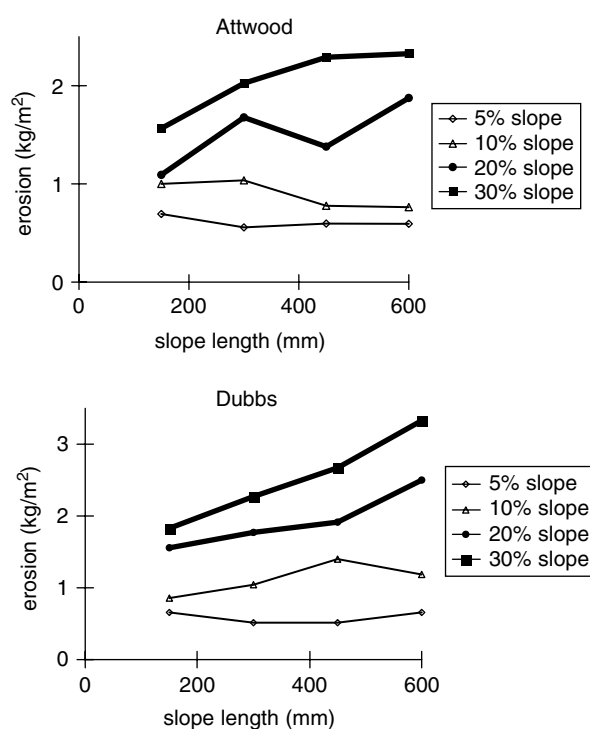 Attwood
erosion (kg/m²)
2
1
0
0
200
400
600
slope length (mm)
5% slope
10% slope
20% slope
30% slope
Dubbs
erosion (kg/m²)
3
2
1
0
0
200
400
600
slope length (mm)
5% slope
10% slope
20% slope
30% slope